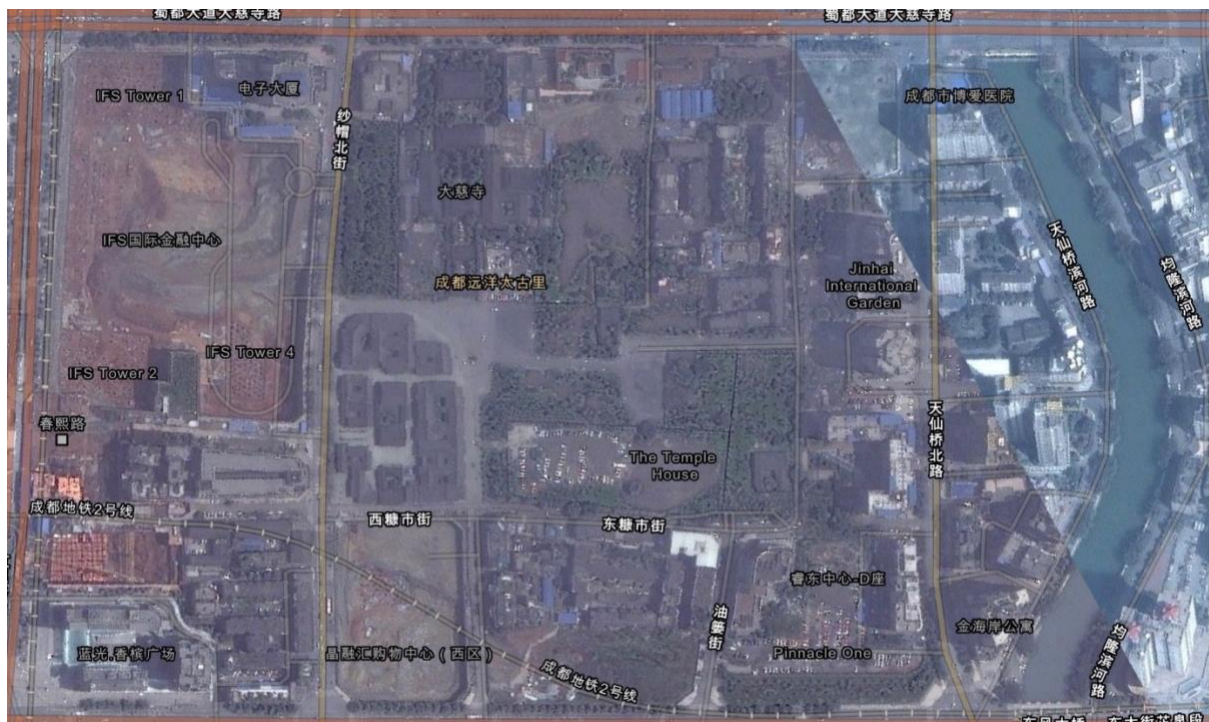 蜀都大道大慈寺路
蜀都大道大慈寺路
IFS Tower 1
电子大厦
成都市博爱医院
纱帽北街
大慈寺
IFS国际金融中心
成都远洋太古里
Jinhai
International
Garden
天仙桥滨河路
均隆滨河路
IFS Tower 4
IFS Tower 2
春熙路
天仙桥北路
The Temple
House
成都地铁2号线
西糠市街
东糠市街
睿东中心-D座
油篓街
金海岸公寓
蓝光.香槟广场
晶融汇购物中心（西区）
Pinnacle One
成都地铁2号线
均隆滨河路